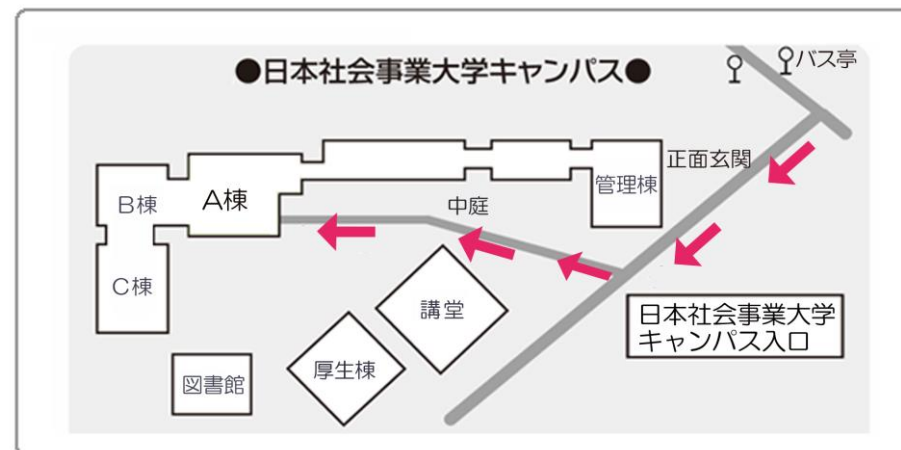 ●日本社会事業大学キャンパス●
バス亭
正面玄関
管理棟
B棟
A棟
中庭
C棟
講堂
日本社会事業大学
キャンパス入口
厚生棟
図書館